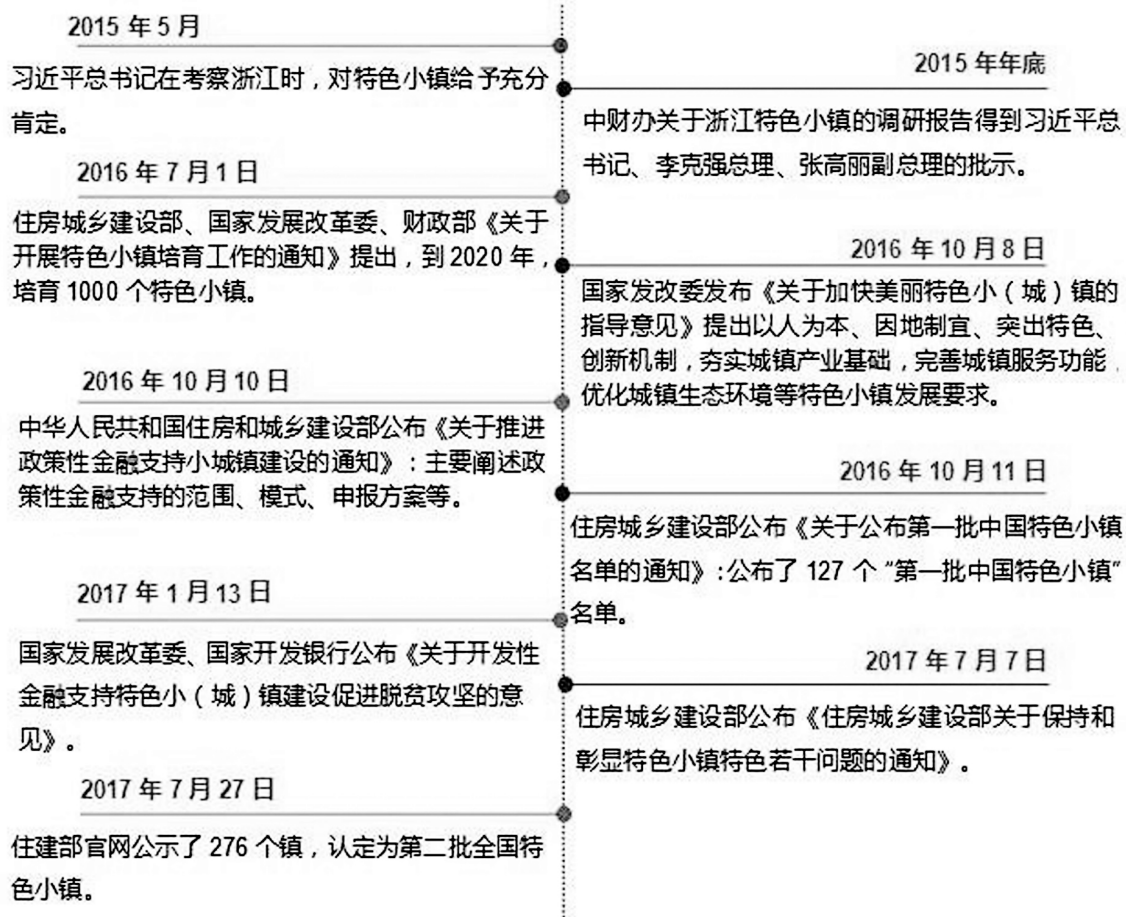 2015 年 5 月
习近平总书记在考察浙江时，对特色小镇给予充分
肯定。
2015 年年底
中财办关于浙江特色小镇的调研报告得到习近平总
书记、李克强总理、张高丽副总理的批示。
2016 年 7 月 1 日
住房城乡建设部、国家发展改革委、财政部《关于
开展特色小镇培育工作的通知》提出，到 2020 年，
培育 1000 个特色小镇。
2016 年 10 月 8 日
国家发改委发布《关于加快美丽特色小（城）镇的
指导意见》提出以人为本、因地制宜、突出特色、
创新机制，夯实城镇产业基础，完善城镇服务功能，
优化城镇生态环境等特色小镇发展要求。
2016 年 10 月 10 日
中华人民共和国住房和城乡建设部公布《关于推进
政策性金融支持小城镇建设的通知》：主要阐述政
策性金融支持的范围、模式、申报方案等。
2016 年 10 月 11 日
住房城乡建设部公布《关于公布第一批中国特色小镇
名单的通知》:公布了 127 个“第一批中国特色小镇”
名单。
2017 年 1 月 13 日
国家发展改革委、国家开发银行公布《关于开发性
金融支持特色小（城）镇建设促进脱贫攻坚的意
见》。
2017 年 7 月 7 日
住房城乡建设部公布《住房城乡建设部关于保持和
彰显特色小镇特色若干问题的通知》。
2017 年 7 月 27 日
住建部官网公示了 276 个镇，认定为第二批全国特
色小镇。